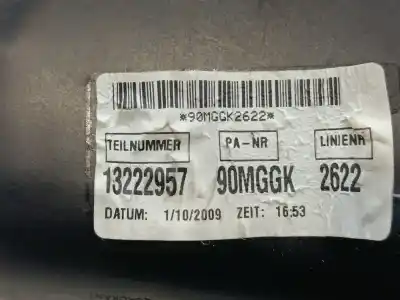 *90MGGK2622*
TEILNUMMER PA-NR LINIENR
13222957 90MGGK 2622
DATUM: 1/10/2009 ZEIT: 16:53